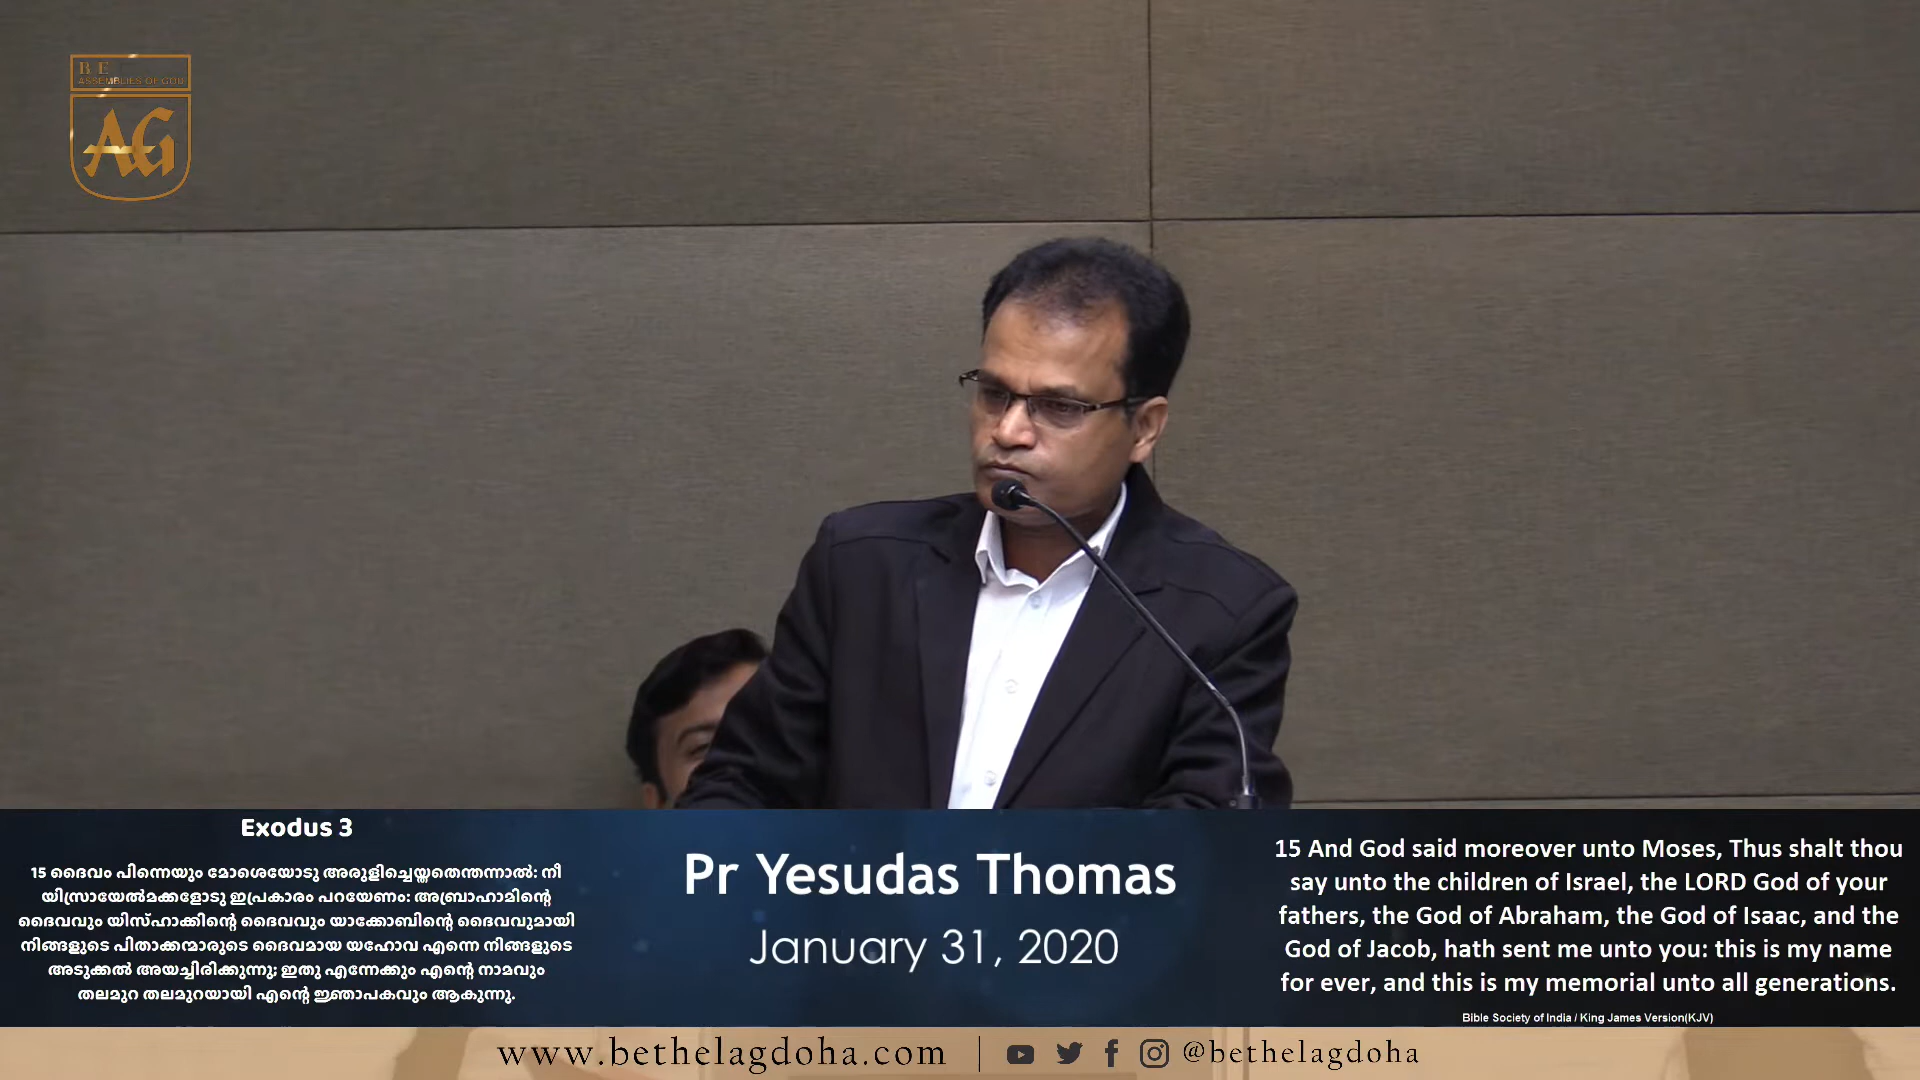 B E
ASSEMBLIES OF GOD
AG
Exodus 3
15 ദൈവം പിന്നെയും മോശെയോടു അരുളിച്ചെയ്തതെന്തന്നാൽ: നീ
യിസ്രായേൽമക്കളോടു ഇപ്രകാരം പറയേണം: അബ്രാഹാമിന്റെ
ദൈവവും യിസ്ഹാക്കിന്റെ ദൈവവും യാക്കോബിന്റെ ദൈവവുമായി
നിങ്ങളുടെ പിതാക്കന്മാരുടെ ദൈവമായ യഹോവ എന്നെ നിങ്ങളുടെ
അടുക്കൽ അയച്ചിരിക്കുന്നു; ഇതു എന്നേക്കും എന്റെ നാമവും
തലമുറ തലമുറയായി എന്റെ ജ്ഞാപകവും ആകുന്നു.
Pr Yesudas Thomas
January 31, 2020
15 And God said moreover unto Moses, Thus shalt thou
say unto the children of Israel, the LORD God of your
fathers, the God of Abraham, the God of Isaac, and the
God of Jacob, hath sent me unto you: this is my name
for ever, and this is my memorial unto all generations.
Bible Society of India / King James Version(KJV)
www.bethelagdoha.com | @bethelagdoha